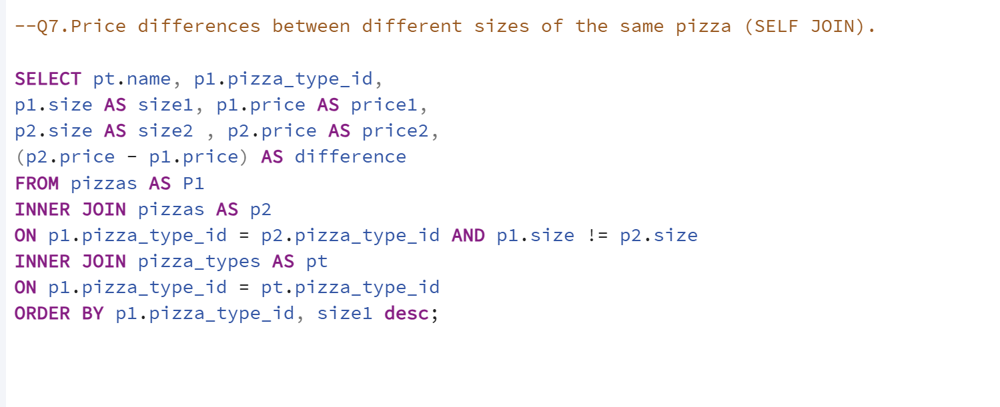 --Q7.Price differences between different sizes of the same pizza (SELF JOIN).
SELECT pt.name, p1.pizza_type_id,
p1.size AS size1, p1.price AS price1,
p2.size AS size2 , p2.price AS price2,
(p2.price - p1.price) AS difference
FROM pizzas AS P1
INNER JOIN pizzas AS p2
ON p1.pizza_type_id = p2.pizza_type_id AND p1.size != p2.size
INNER JOIN pizza_types AS pt
ON p1.pizza_type_id = pt.pizza_type_id
ORDER BY p1.pizza_type_id, size1 desc;